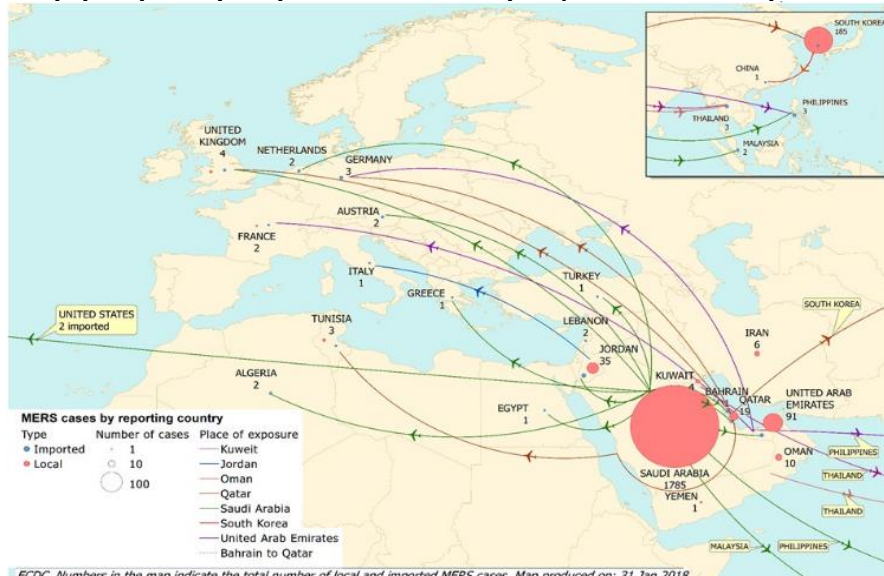 SOUTH KOREA
185
CHINA
1
PHILIPPINES
3
THAILAND
3
MALAYSIA
2
UNITED
KINGDOM
4
NETHERLANDS
2
GERMANY
3
AUSTRIA
2
FRANCE
2
ITALY
1
TURKEY
1
GREECE
1
UNITED STATES
2 imported
TUNISIA
3
LEBANON
2
SOUTH KOREA
IRAN
6
JORDAN
35
ALGERIA
2
KUWAIT
4
BAHRAIN
1
QATAR
19
UNITED ARAB
EMIRATES
91
EGYPT
1
OMAN
10
SAUDI ARABIA
1785
YEMEN
1
PHILIPPINES
THAILAND
THAILAND
MALAYSIA
PHILIPPINES
MERS cases by reporting country
Type
Imported
Local
Number of cases
1
10
100
Place of exposure
Kuweit
Jordan
Oman
Qatar
Saudi Arabia
South Korea
United Arab Emirates
Bahrain to Qatar
ECDC. Numbers in the map indicate the total number of local and imported MERS cases. Map produced on: 31 Jan 2018